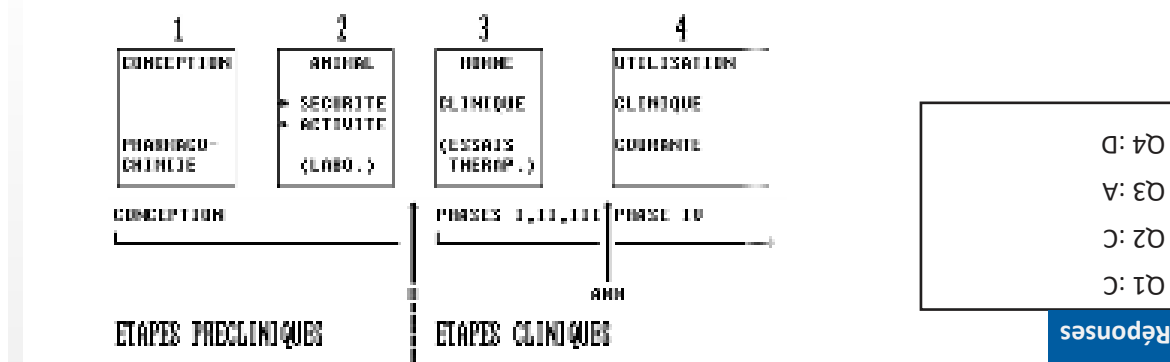 1 2 3 4
CONCEPTION
PHARMACO-
CHIMIE
ANIMAL
SECURITE
ACTIVITE
(LABO.)
HOMME
CLINIQUE
(ESSAIS
THERAP.)
UTILISATION
CLINIQUE
COURANTE
CONCEPTION
PHASES I,II,III
PHASE IV
AMM
ETAPES PRECLINIQUES
ETAPES CLINIQUES
Réponses
Q1 :C
Q2 :C
Q3 :A
Q4 :D